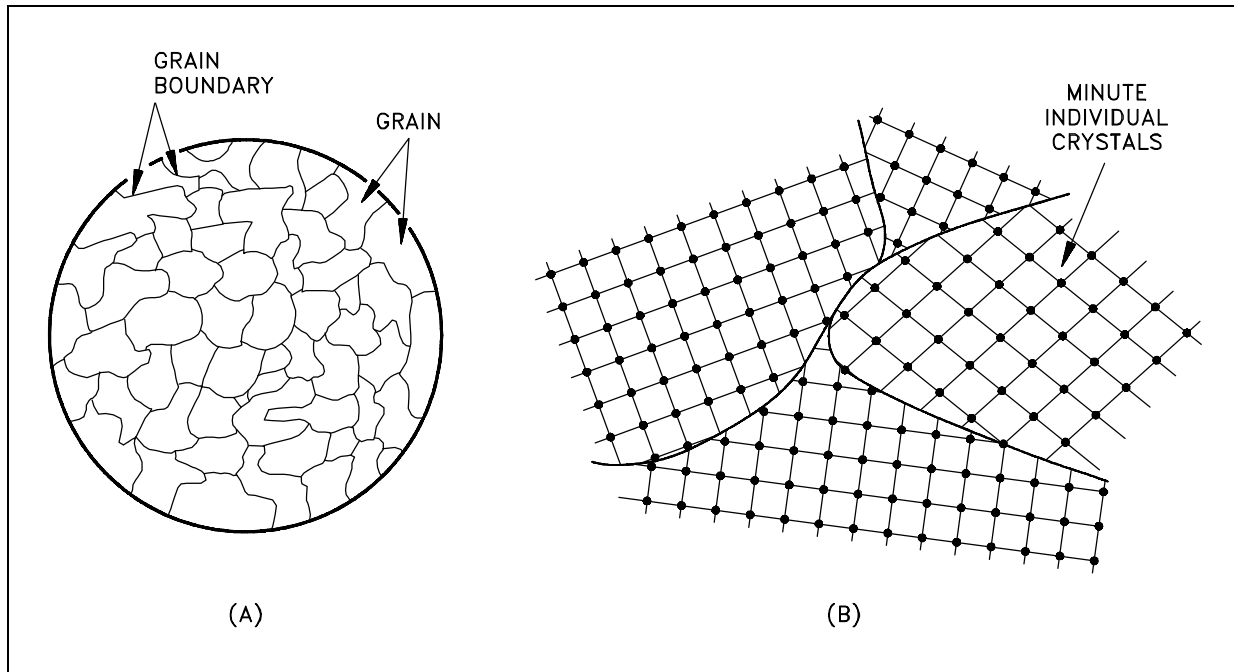 GRAIN
BOUNDARY
GRAIN
MINUTE
INDIVIDUAL
CRYSTALS
(A)
(B)